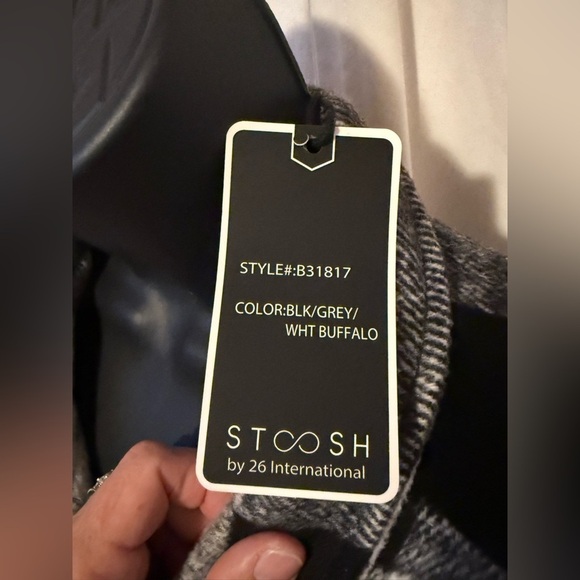 STYLE#:B31817
COLOR:BLK/GREY/
WHT BUFFALO
STOOSH
by 26 International